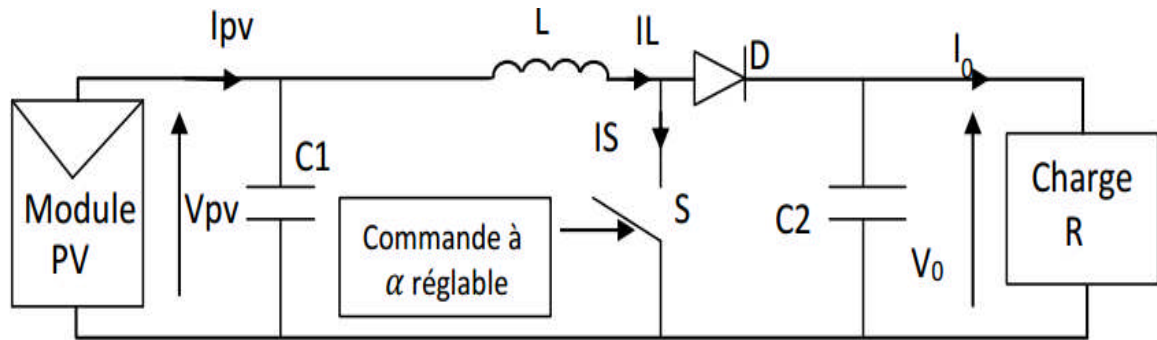 Ipv
L
IL
D
I₀
Module
PV
Vpv
C1
IS
S
Commande à
α réglable
C2
V₀
Charge
R